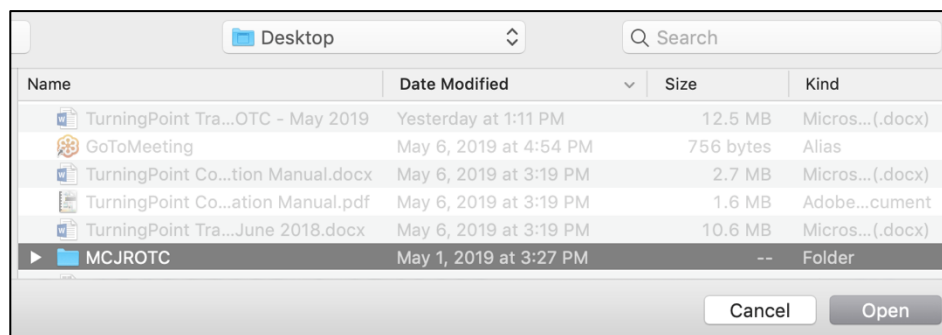 Desktop Search
Name Date Modified Size Kind
TurningPoint Tra...OTC - May 2019 Yesterday at 1:11 PM 12.5 MB Micros...(.docx)
GoToMeeting May 6, 2019 at 4:54 PM 756 bytes Alias
TurningPoint Co...tion Manual.docx May 6, 2019 at 3:19 PM 2.7 MB Micros...(.docx)
TurningPoint Co...ation Manual.pdf May 6, 2019 at 3:19 PM 1.6 MB Adobe...cument
TurningPoint Tra...June 2018.docx May 6, 2019 at 3:19 PM 10.6 MB Micros...(.docx)
MCJROTC May 1, 2019 at 3:27 PM -- Folder
Cancel Open